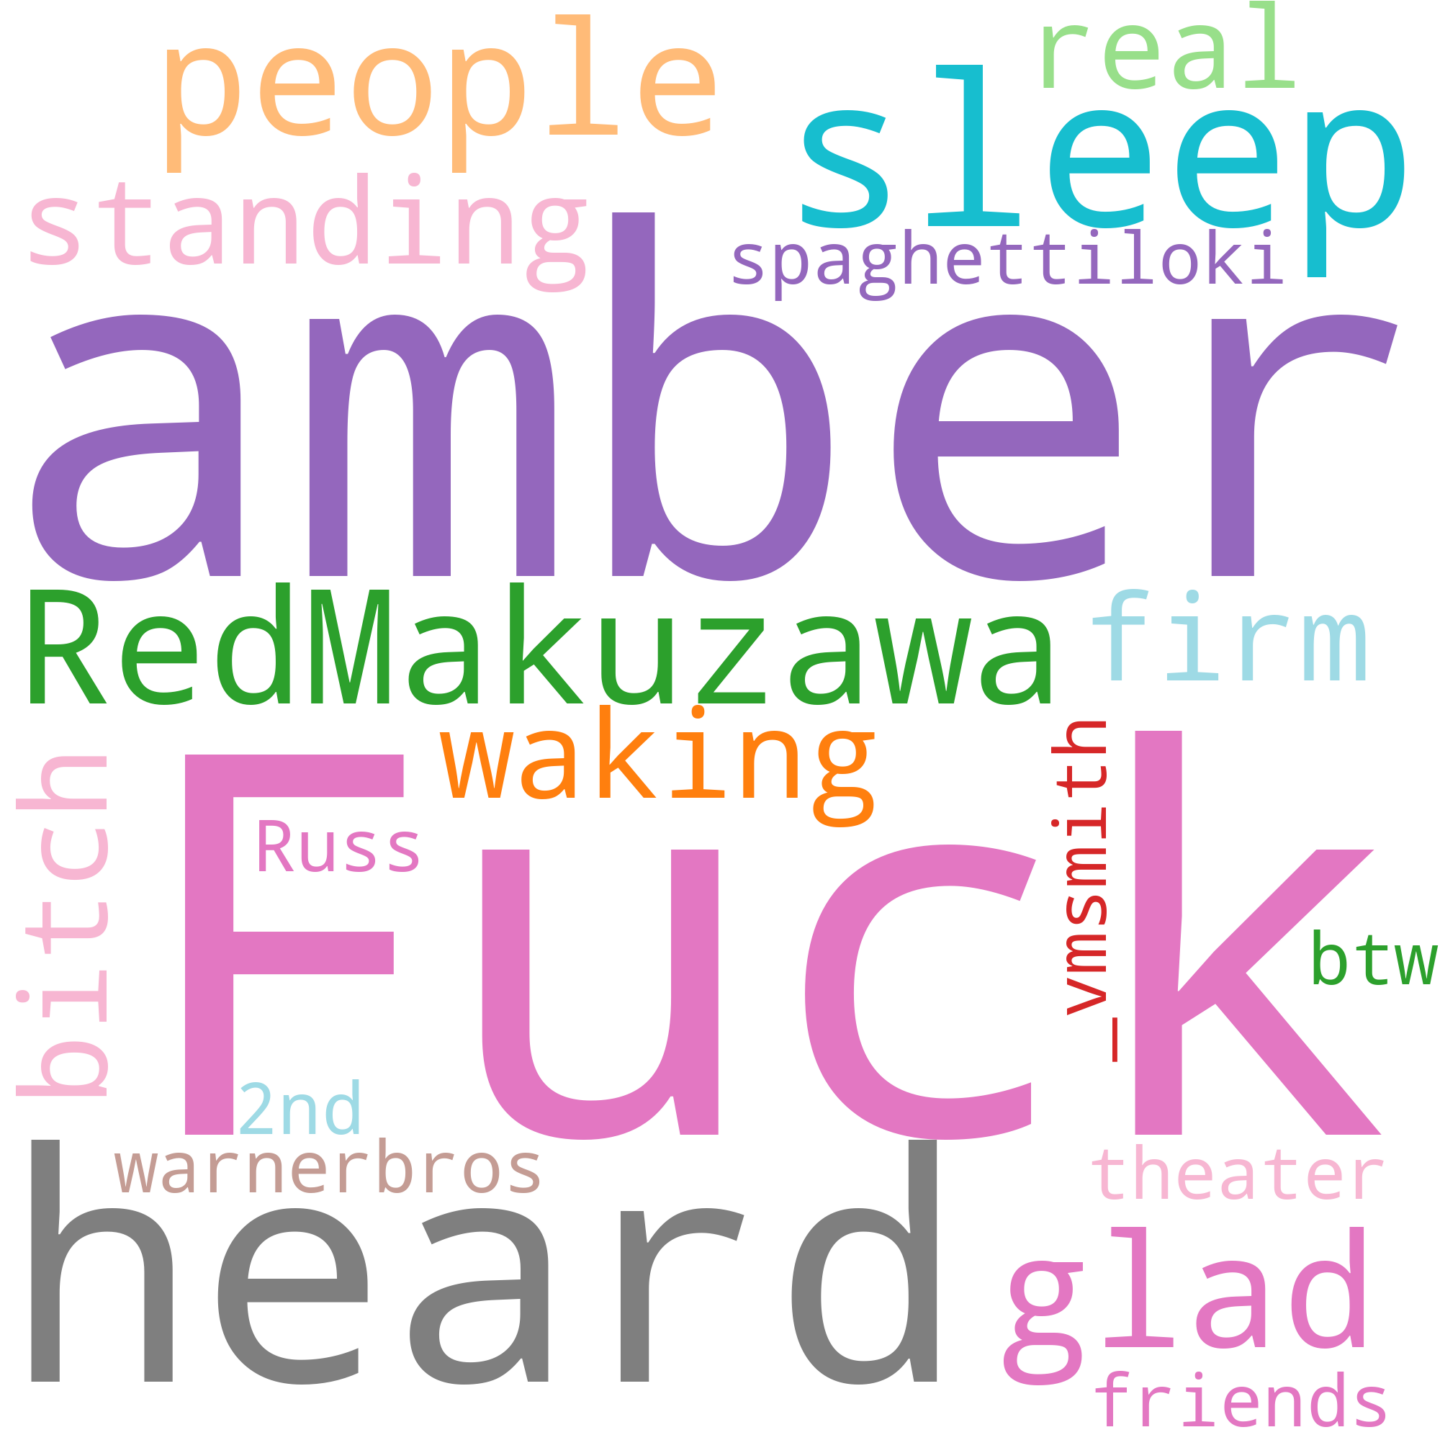 people
real
sleep
standing
spaghettiloki
amber
RedMakuzawa
firm
waking
bitch
Russ
_vmsmith
Fuck
btw
2nd
warnerbros
theater
heard
glad
friends